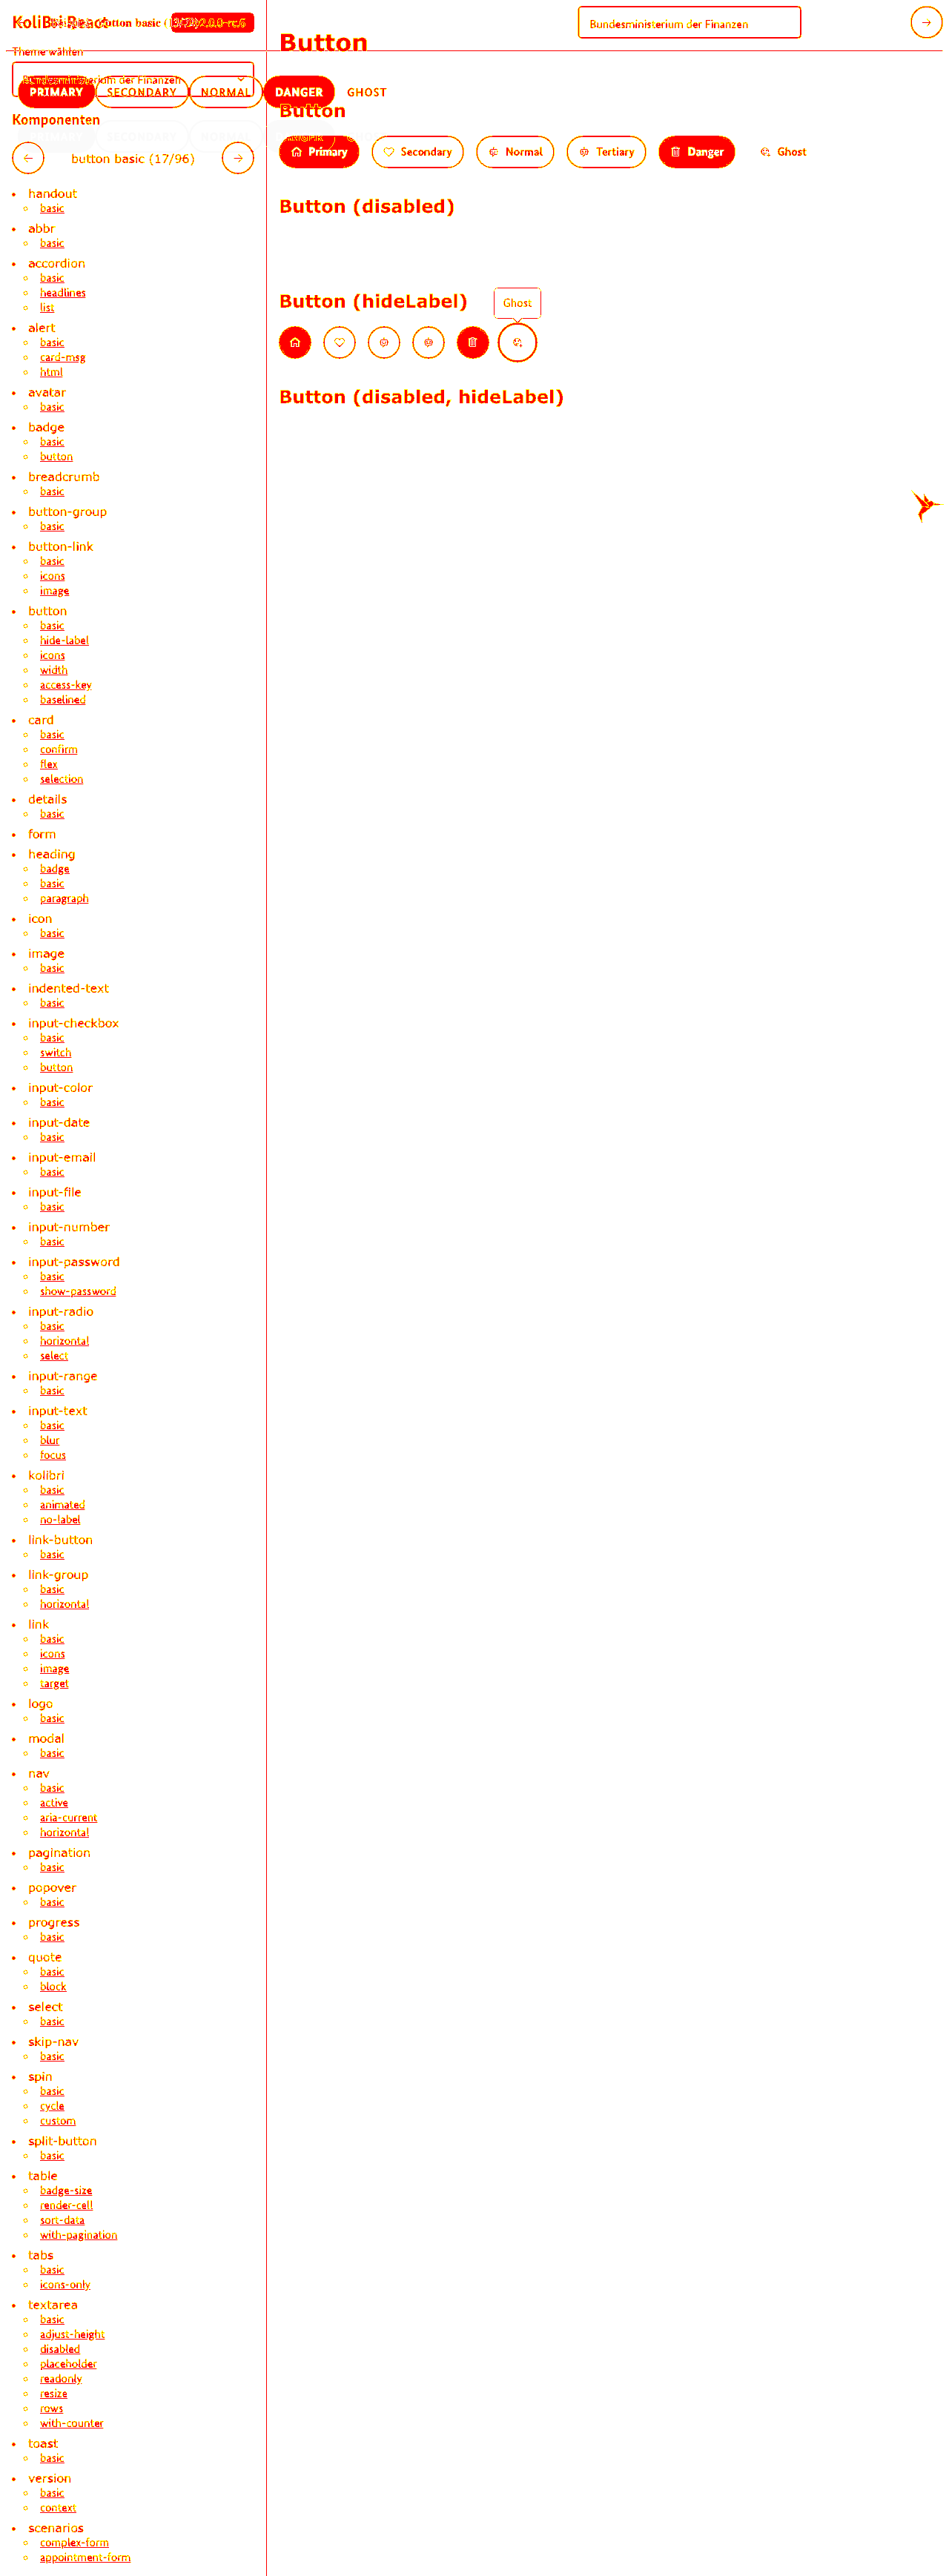 KoliBri React
button basic
Bundesministerium der Finanzen
Button
Theme wählen
Bundesministerium der Finanzen
PRIMARY SECONDARY NORMAL DANGER GHOST
Button
Komponenten
Primary Secondary Normal Tertiary Danger Ghost
button basic (17/96)
handout
basic
abbr
basic
accordion
basic
headlines
list
alert
basic
card-msg
html
avatar
basic
badge
basic
button
breadcrumb
basic
button-group
basic
button-link
basic
icons
image
button
basic
hide-label
icons
width
access-key
baselined
card
basic
confirm
flex
selection
details
basic
form
heading
badge
basic
paragraph
icon
basic
image
basic
indented-text
basic
input-checkbox
basic
switch
button
input-color
basic
input-date
basic
input-email
basic
input-file
basic
input-number
basic
input-password
basic
show-password
input-radio
basic
horizontal
select
input-range
basic
input-text
basic
blur
focus
kolibri
basic
animated
no-label
link-button
basic
link-group
basic
horizontal
link
basic
icons
image
target
logo
basic
modal
basic
nav
basic
active
aria-current
horizontal
pagination
basic
popover
basic
progress
basic
quote
basic
block
select
basic
skip-nav
basic
spin
basic
cycle
custom
split-button
basic
table
badge-size
render-cell
sort-data
with-pagination
tabs
basic
icons-only
textarea
basic
adjust-height
disabled
placeholder
readonly
resize
rows
with-counter
toast
basic
version
basic
context
scenarios
complex-form
appointment-form
Button (disabled)
Button (hideLabel)
Ghost
Button (disabled, hideLabel)